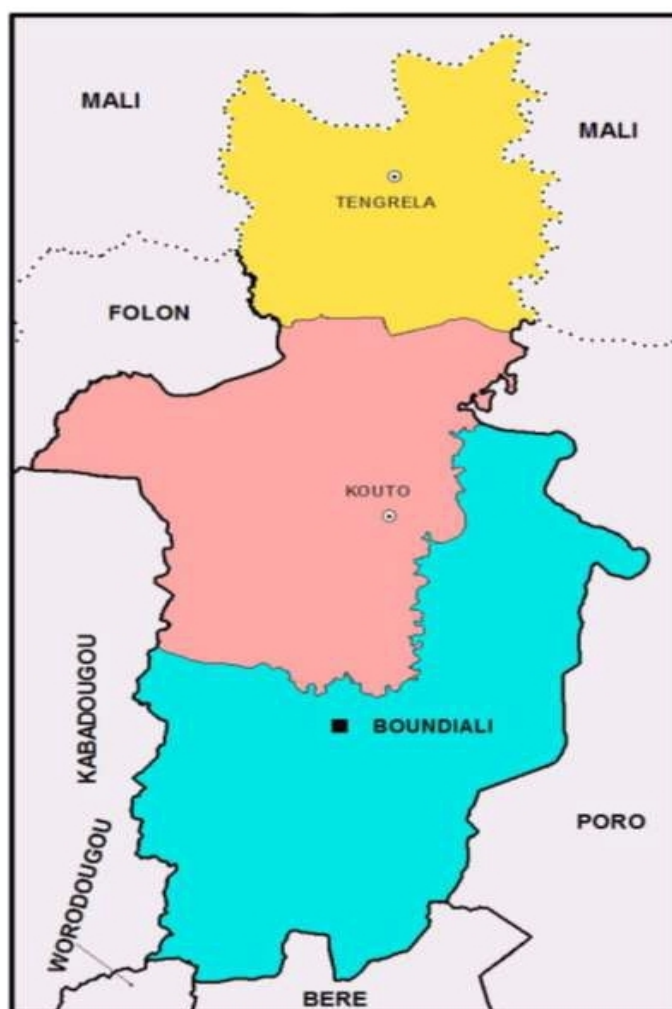 MALI
MALI
TENGRELA
FOLON
KOUTO
KABADOUGOU
BOUNDIALI
PORO
WORODOUGOU
BERE